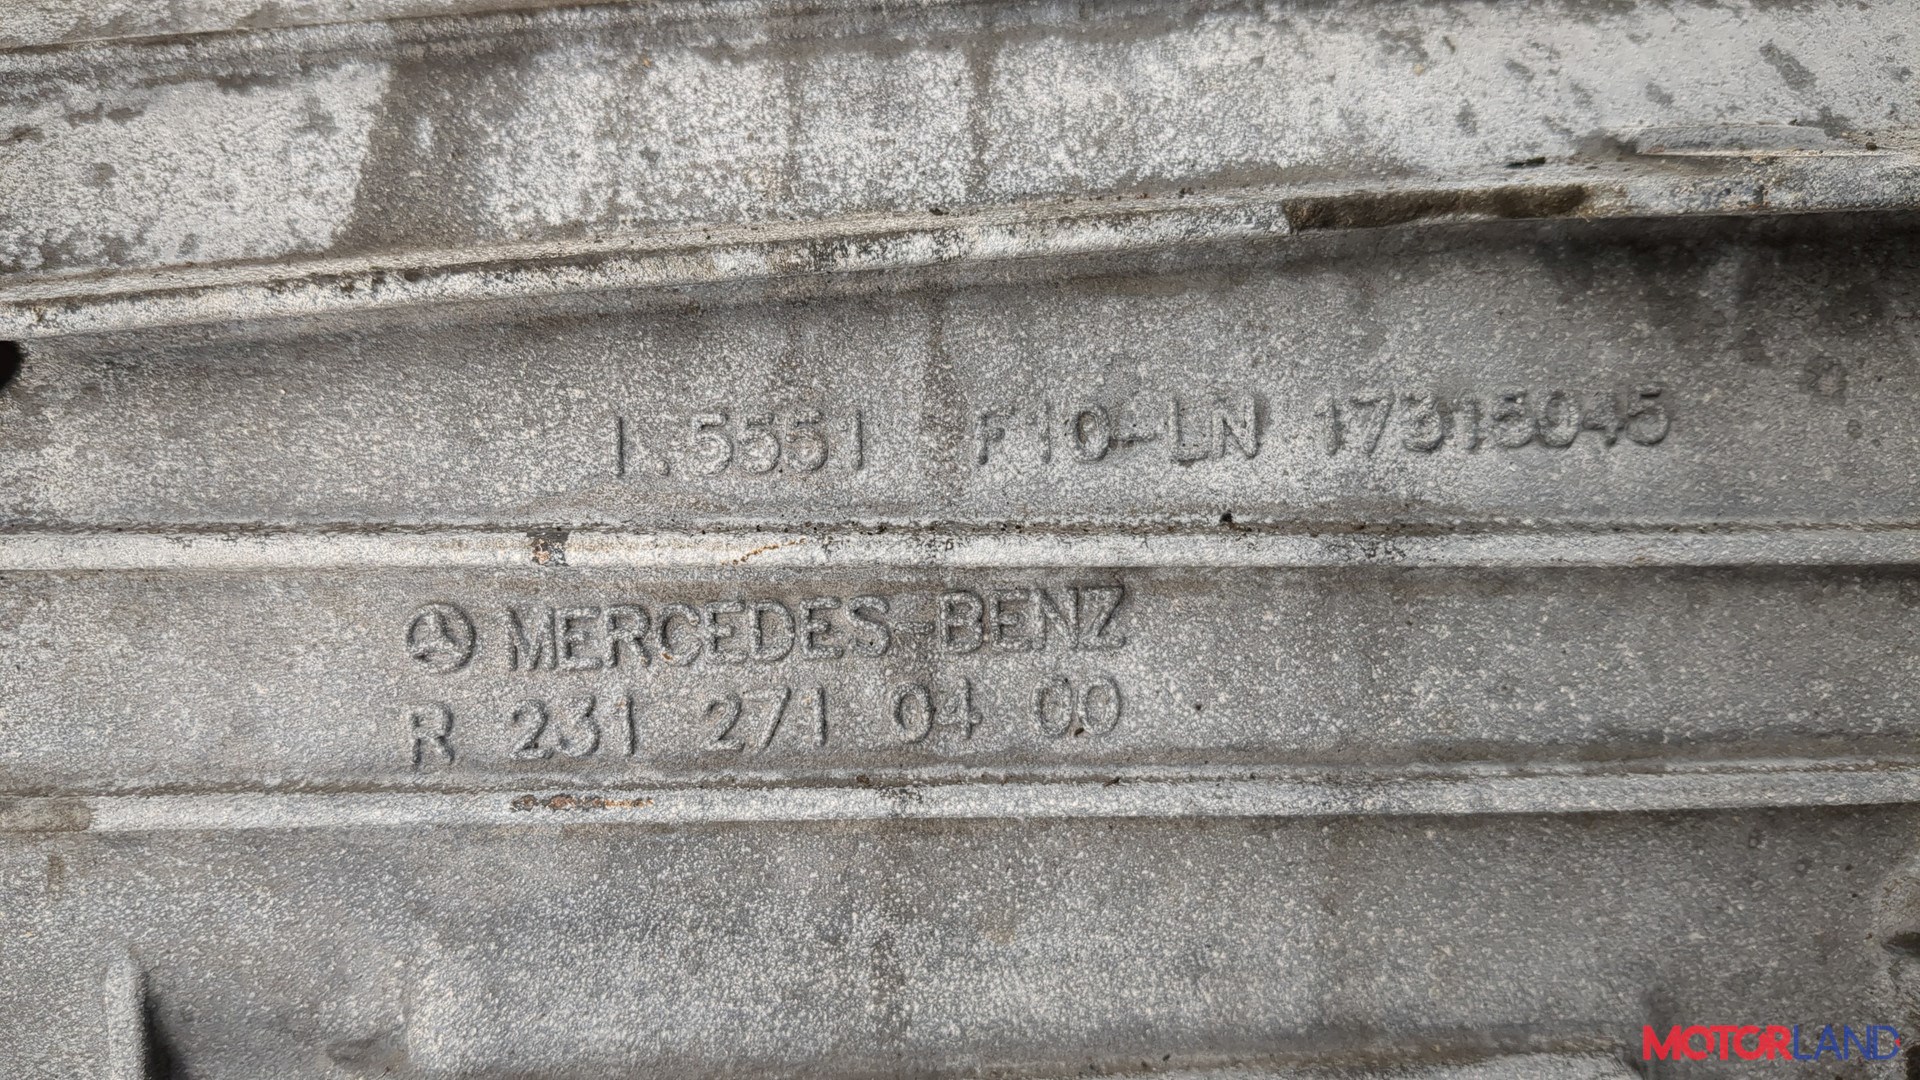 1.5551 F10-LN 17315045
MERCEDES-BENZ
R 231 271 04 00
MOTORLAND